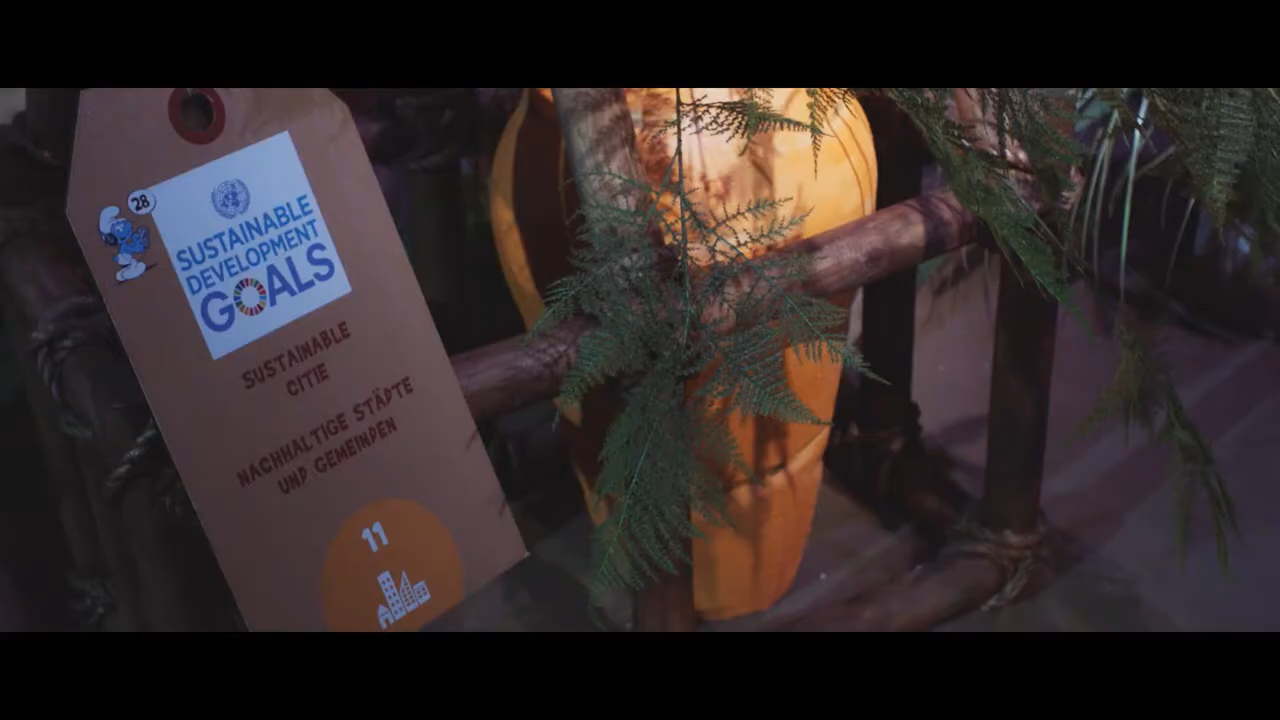 28
SUSTAINABLE
DEVELOPMENT
GOALS
SUSTAINABLE
CITIE
NACHHALTIGE STÄDTE
UND GEMEINDEN
11